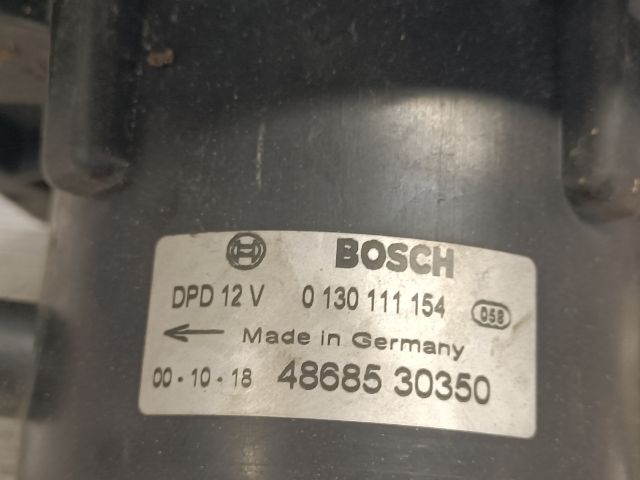 BOSCH
DPD 12 V 0 130 111 154 058
Made in Germany
00-10-18 48685 30350